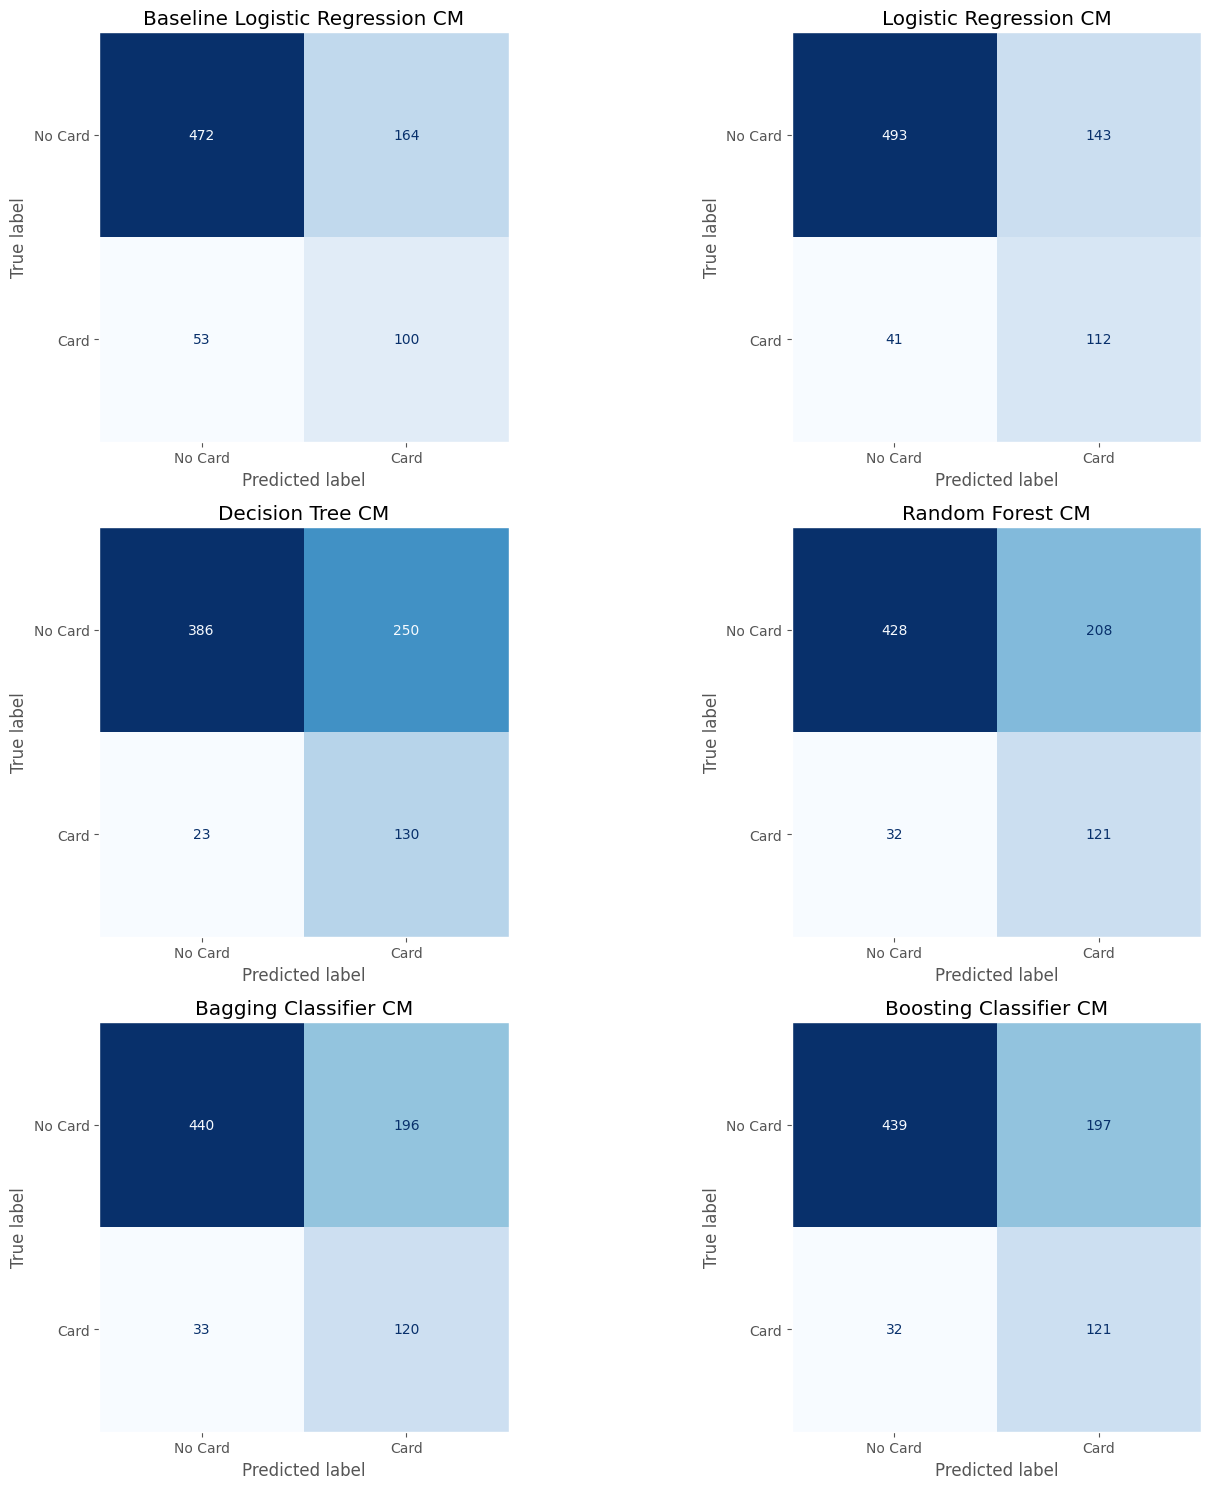 Baseline Logistic Regression CM
No Card
472
164
True label
Card
53
100
No Card
Card
Predicted label
Logistic Regression CM
No Card
493
143
True label
Card
41
112
No Card
Card
Predicted label
Decision Tree CM
No Card
386
250
True label
Card
23
130
No Card
Card
Predicted label
Random Forest CM
No Card
428
208
True label
Card
32
121
No Card
Card
Predicted label
Bagging Classifier CM
No Card
440
196
True label
Card
33
120
No Card
Card
Predicted label
Boosting Classifier CM
No Card
439
197
True label
Card
32
121
No Card
Card
Predicted label